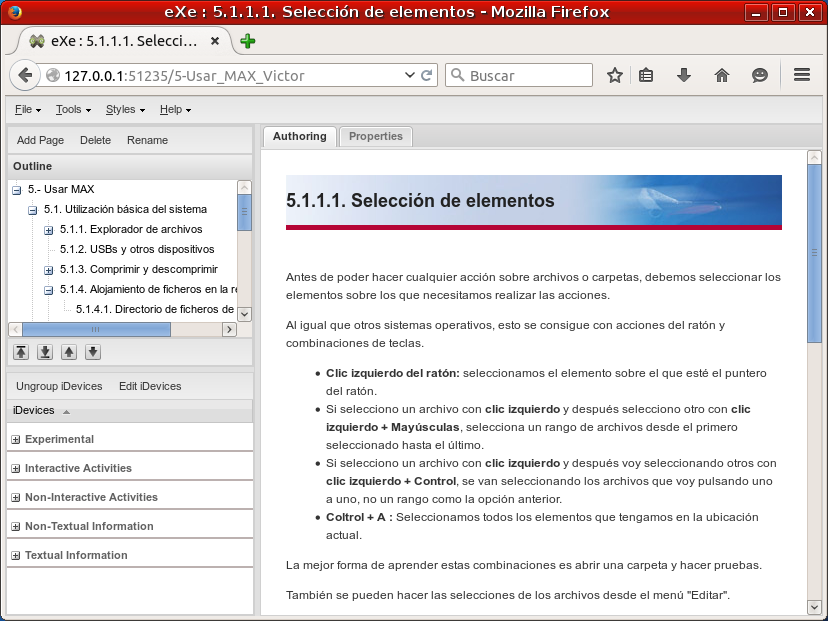 eXe : 5.1.1.1. Selección de elementos - Mozilla Firefox
eXe : 5.1.1.1. Selecci...
127.0.0.1:51235/5-Usar_MAX_Victor
Buscar
File Tools Styles Help
Add Page Delete Rename
Outline
5.- Usar MAX
5.1. Utilización básica del sistema
5.1.1. Explorador de archivos
5.1.2. USBs y otros dispositivos
5.1.3. Comprimir y descomprimir
5.1.4. Alojamiento de ficheros en la re
5.1.4.1. Directorio de ficheros de
Ungroup iDevices Edit iDevices
iDevices
Experimental
Interactive Activities
Non-Interactive Activities
Non-Textual Information
Textual Information
Authoring Properties
5.1.1.1. Selección de elementos
Antes de poder hacer cualquier acción sobre archivos o carpetas, debemos seleccionar los
elementos sobre los que necesitamos realizar las acciones.
Al igual que otros sistemas operativos, esto se consigue con acciones del ratón y
combinaciones de teclas.
• Clic izquierdo del ratón: seleccionamos el elemento sobre el que esté el puntero
del ratón.
• Si selecciono un archivo con clic izquierdo y después selecciono otro con clic
izquierdo + Mayúsculas, selecciona un rango de archivos desde el primero
seleccionado hasta el último.
• Si selecciono un archivo con clic izquierdo y después voy seleccionando otros con
clic izquierdo + Control, se van seleccionando los archivos que voy pulsando uno
a uno, no un rango como la opción anterior.
• Coltrol + A : Seleccionamos todos los elementos que tengamos en la ubicación
actual.
La mejor forma de aprender estas combinaciones es abrir una carpeta y hacer pruebas.
También se pueden hacer las selecciones de los archivos desde el menú "Editar".